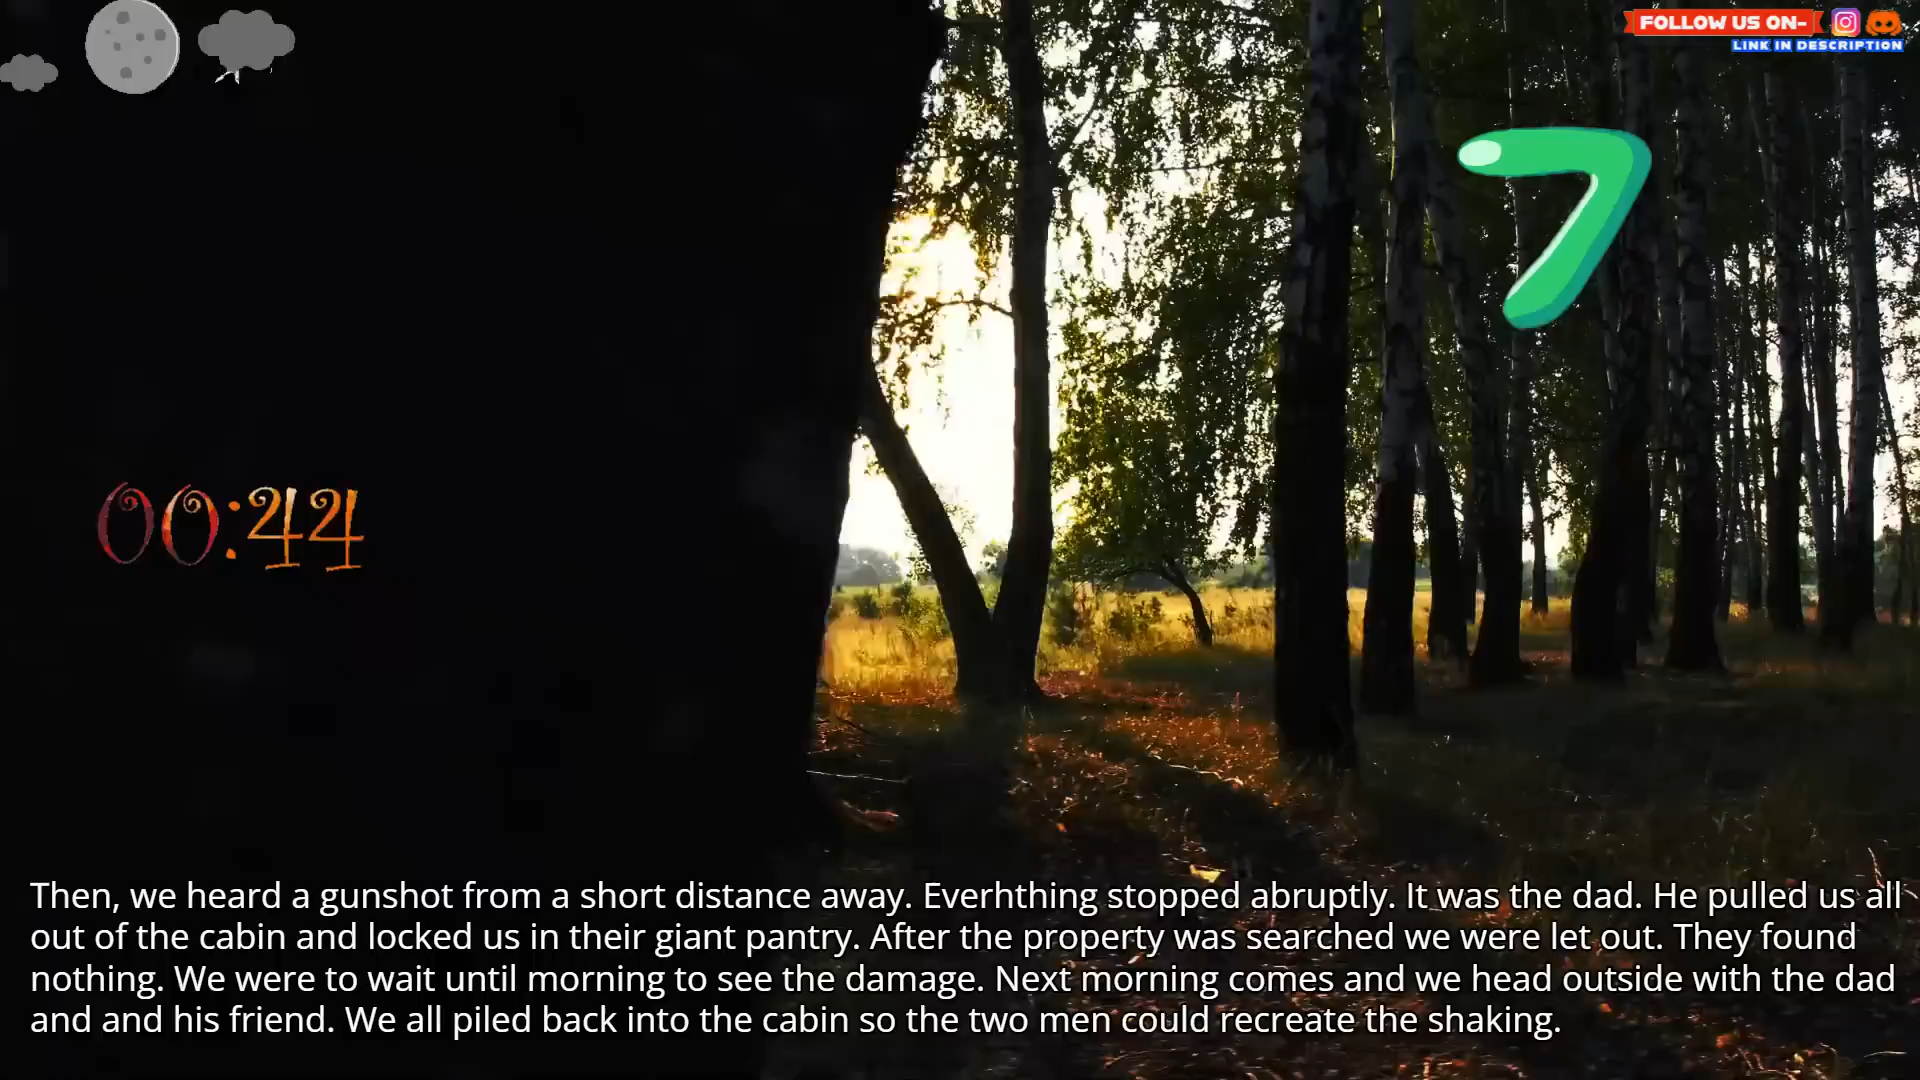 FOLLOW US ON-
LINK IN DESCRIPTION
7
00:44
Then, we heard a gunshot from a short distance away. Everhthing stopped abruptly. It was the dad. He pulled us all
out of the cabin and locked us in their giant pantry. After the property was searched we were let out. They found
nothing. We were to wait until morning to see the damage. Next morning comes and we head outside with the dad
and and his friend. We all piled back into the cabin so the two men could recreate the shaking.